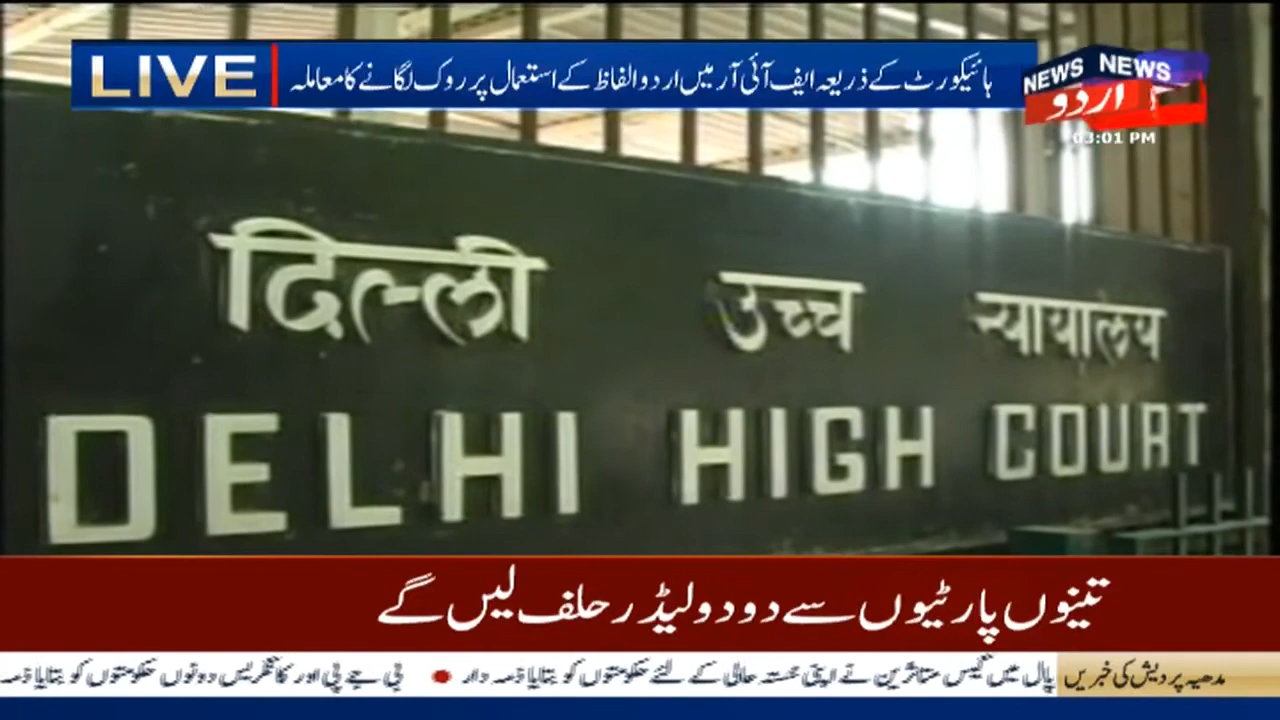 LIVE
ہائیکورٹ کے ذریعہ ایف آئی آر میں اردو الفاظ کے استعمال پر روک لگانے کا معاملہ
NEWS NEWS
اردو
03:01 PM
दिल्ली उच्च न्यायालय
DELHI HIGH COURT
تینوں پارٹیوں سے دو دو لیڈر حلف لیں گے
مدھیہ پردیش کی خبریں
پال میں گیس متاثرین نے اپنی خستہ حالی کے لئے حکومتوں کو بتایا ذمہ دار • بی جے پی اور کانگریس دونوں حکومتوں کو بتایا ذمہ